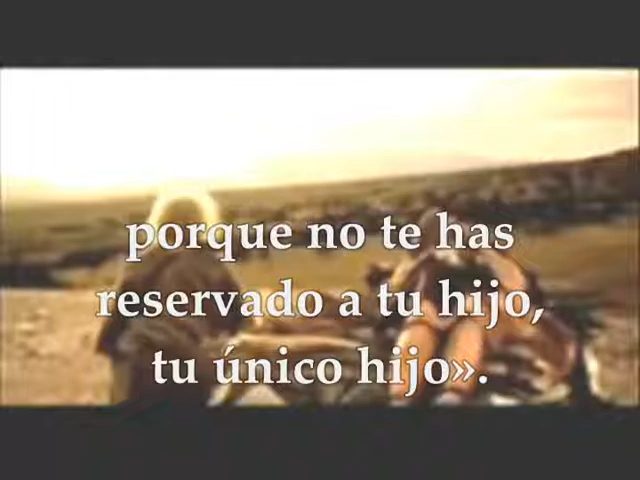 porque no te has
reservado a tu hijo,
tu único hijo».